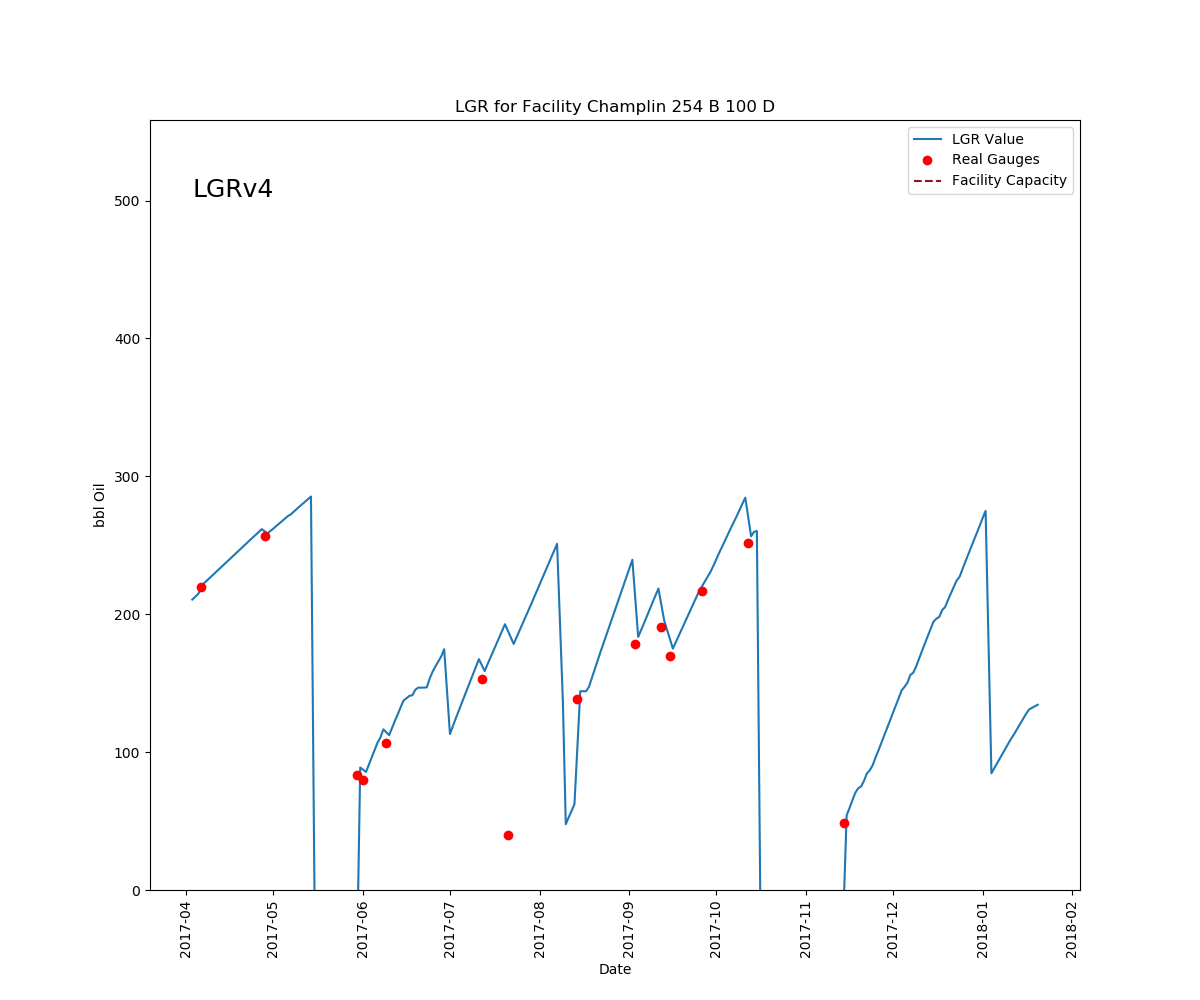 LGR for Facility Champlin 254 B 100 D
LGRv4
LGR Value
Real Gauges
Facility Capacity
bbl Oil
500
400
300
200
100
0
2017-04
2017-05
2017-06
2017-07
2017-08
2017-09
2017-10
2017-11
2017-12
2018-01
2018-02
Date